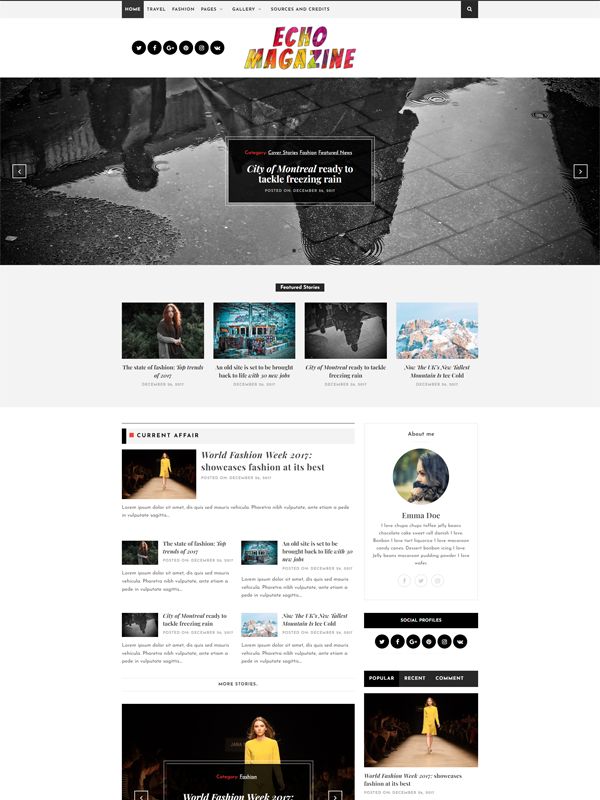 HOME TRAVEL FASHION PAGES GALLERY SOURCES AND CREDITS
ECHO
MAGAZINE
Category: Cover Stories Fashion Featured News
City of Montreal ready to
tackle freezing rain
POSTED ON: DECEMBER 26, 2017
Featured Stories
The state of fashion: Top trends
of 2017
DECEMBER 26, 2017
An old site is set to be brought
back to life with 30 new jobs
DECEMBER 26, 2017
City of Montreal ready to tackle
freezing rain
DECEMBER 26, 2017
Now The UK's New Tallest
Mountain Is Ice Cold
DECEMBER 26, 2017
CURRENT AFFAIR
World Fashion Week 2017:
showcases fashion at its best
POSTED ON: DECEMBER 26, 2017
Lorem ipsum dolor sit amet, dis quis sed mauris vehicula. Pharetra nibh vulputate, ante etiam a pede
in vulputate sagittis...
The state of fashion: Top
trends of 2017
POSTED ON: DECEMBER 26, 2017
Lorem ipsum dolor sit amet, dis quis sed mauris
vehicula. Pharetra nibh vulputate, ante etiam a
pede in vulputate sagittis...
An old site is set to be
brought back to life with 30
new jobs
POSTED ON: DECEMBER 26, 2017
Lorem ipsum dolor sit amet, dis quis sed mauris
vehicula. Pharetra nibh vulputate, ante etiam a
pede in vulputate sagittis...
City of Montreal ready to
tackle freezing rain
POSTED ON: DECEMBER 26, 2017
Lorem ipsum dolor sit amet, dis quis sed mauris
vehicula. Pharetra nibh vulputate, ante etiam a
pede in vulputate sagittis...
Now The UK's New Tallest
Mountain Is Ice Cold
POSTED ON: DECEMBER 26, 2017
Lorem ipsum dolor sit amet, dis quis sed mauris
vehicula. Pharetra nibh vulputate, ante etiam a
pede in vulputate sagittis...
MORE STORIES..
Category: Fashion
World Fashion Week 2017:
About me
Emma Doe
I love chupa chups toffee jelly beans
chocolate cake sweet roll danish I love.
Bonbon I love tart liquorice I love macaroon
candy canes. Dessert bonbon icing I love.
Jelly beans macaroon pudding powder I love
wafer.
SOCIAL PROFILES
POPULAR RECENT COMMENT
World Fashion Week 2017: showcases
fashion at its best
POSTED ON: DECEMBER 26, 2017